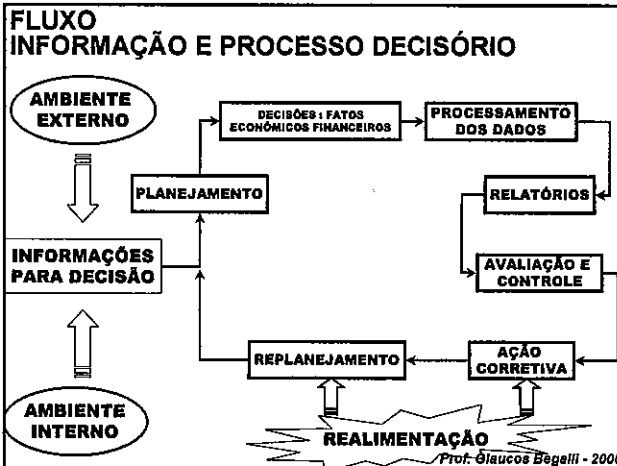 FLUXO
INFORMAÇÃO E PROCESSO DECISÓRIO
AMBIENTE
EXTERNO
DECISÕES : FATOS
ECONÔMICOS FINANCEIROS
PROCESSAMENTO
DOS DADOS
PLANEJAMENTO
RELATÓRIOS
INFORMAÇÕES
PARA DECISÃO
AVALIAÇÃO E
CONTROLE
REPLANEJAMENTO
AÇÃO
CORRETIVA
AMBIENTE
INTERNO
REALIMENTAÇÃO
Prof. Glaucos Begalli - 2006